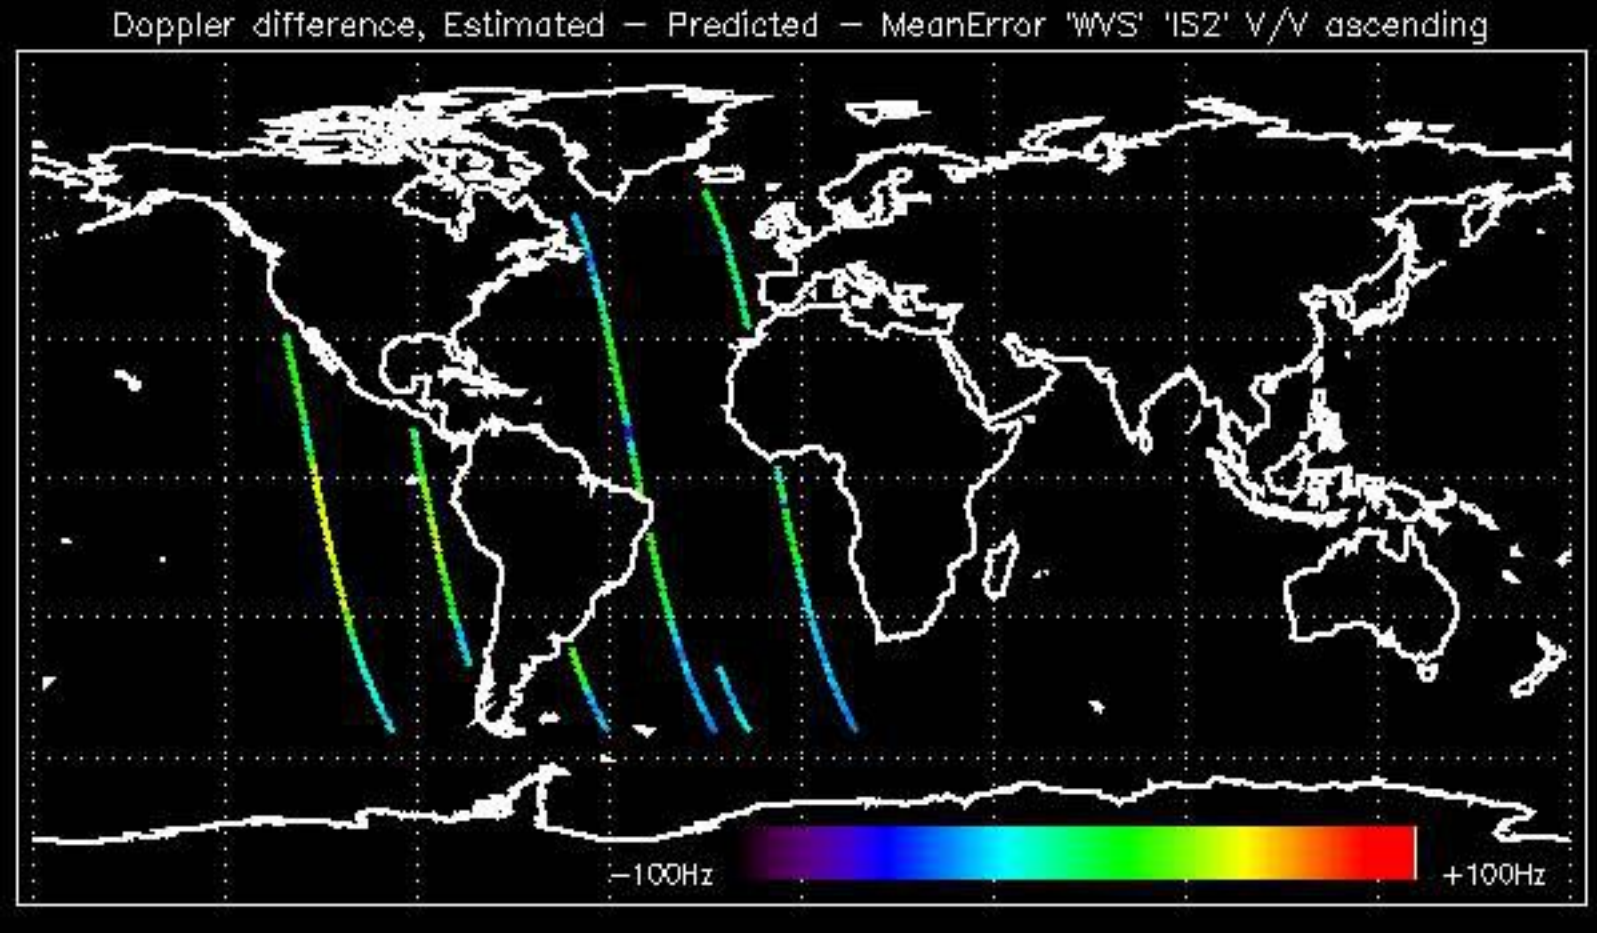 Doppler difference, Estimated − Predicted − MeanError 'WVS' 'IS2' V/V ascending
−100Hz +100Hz